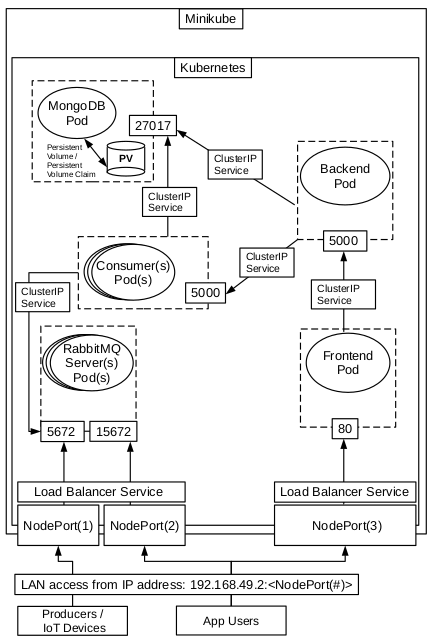 Minikube
Kubernetes
MongoDB
Pod
27017
Persistent
Volume /
Persistent
Volume Claim
PV
ClusterIP
Service
Backend
Pod
ClusterIP
Service
5000
Consumer(s)
Pod(s)
ClusterIP
Service
5000
ClusterIP
Service
ClusterIP
Service
RabbitMQ
Server(s)
Pod(s)
Frontend
Pod
5672
15672
80
Load Balancer Service
Load Balancer Service
NodePort(1)
NodePort(2)
NodePort(3)
LAN access from IP address: 192.168.49.2:<NodePort(#)>
Producers /
IoT Devices
App Users